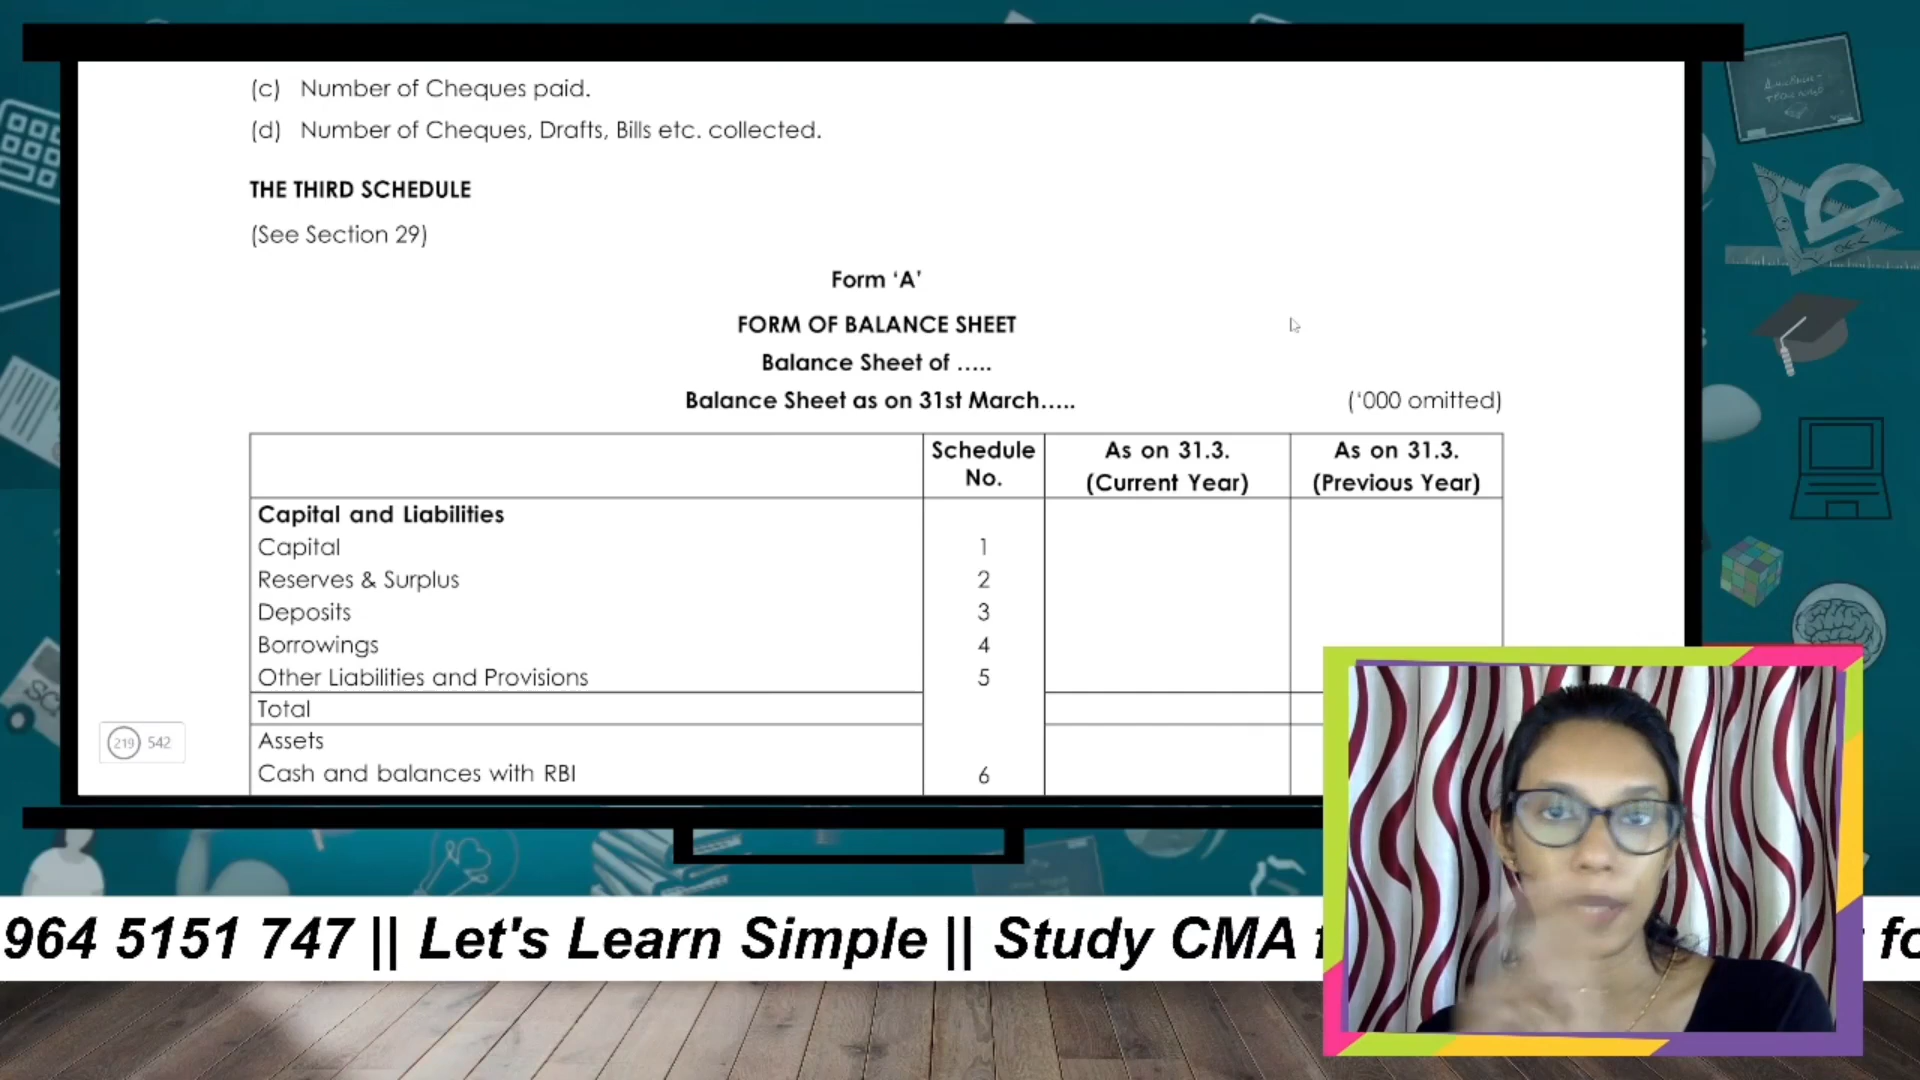 (c) Number of Cheques paid.
(d) Number of Cheques, Drafts, Bills etc. collected.
THE THIRD SCHEDULE
(See Section 29)
Form ‘A’
FORM OF BALANCE SHEET
Balance Sheet of .....
Balance Sheet as on 31st March..... (‘000 omitted)
Schedule No. As on 31.3. (Current Year) As on 31.3. (Previous Year)
Capital and Liabilities
Capital 1
Reserves & Surplus 2
Deposits 3
Borrowings 4
Other Liabilities and Provisions 5
Total
Assets
Cash and balances with RBI 6
219 542
964 5151 747 || Let's Learn Simple || Study CMA